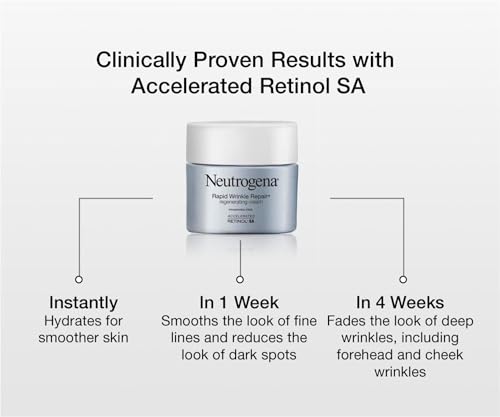 Clinically Proven Results with
Accelerated Retinol SA
Neutrogena®
Rapid Wrinkle Repair®
regenerating cream
ACCELERATED
RETINOL SA
Instantly
Hydrates for
smoother skin
In 1 Week
Smooths the look of fine
lines and reduces the
look of dark spots
In 4 Weeks
Fades the look of deep
wrinkles, including
forehead and cheek
wrinkles